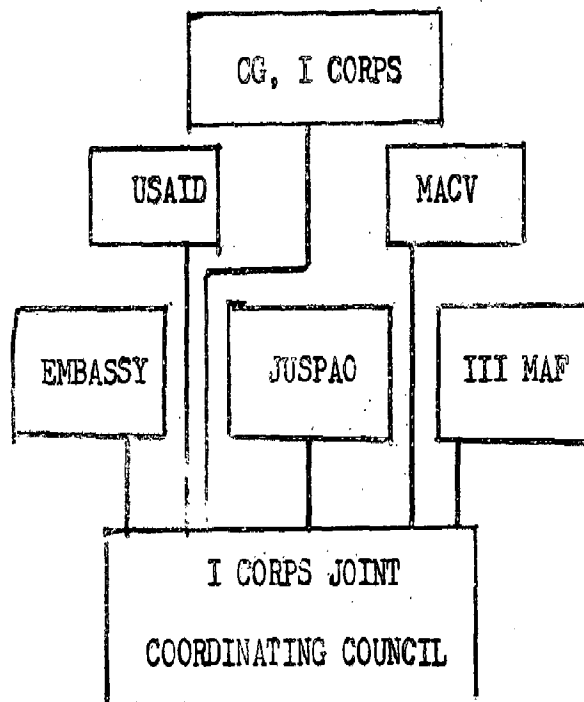 CG, I CORPS
USAID
MACV
EMBASSY
JUSPAO
III MAF
I CORPS JOINT
COORDINATING COUNCIL